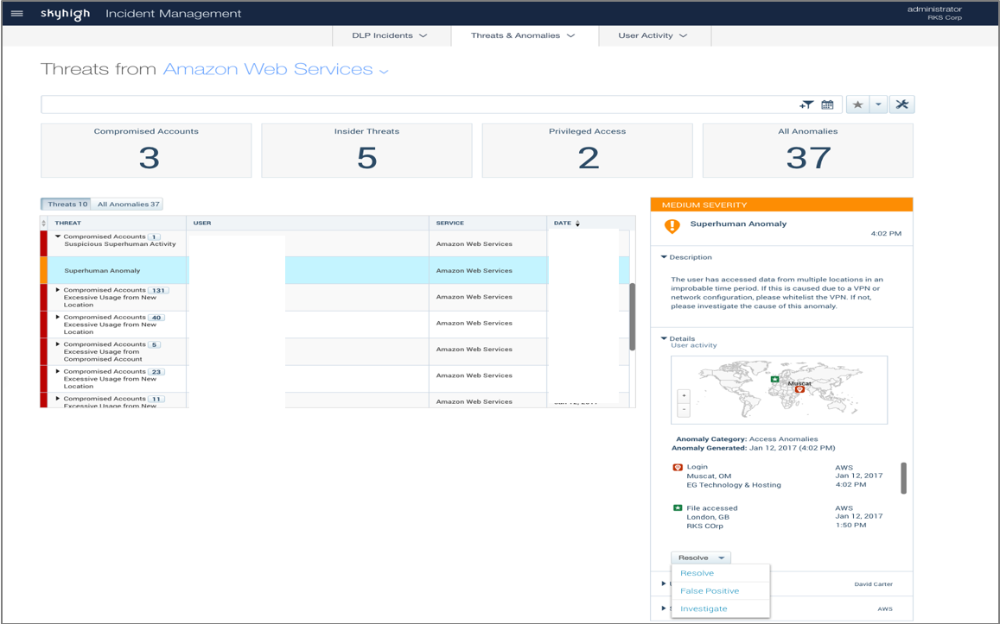 skyhigh Incident Management
administrator
RKS Corp
DLP Incidents
Threats & Anomalies
User Activity
Threats from Amazon Web Services
Compromised Accounts
3
Insider Threats
5
Privileged Access
2
All Anomalies
37
Threats 10 All Anomalies 37
THREAT USER SERVICE DATE
Compromised Accounts 1
Suspicious Superhuman Activity
Amazon Web Services
Superhuman Anomaly
Amazon Web Services
Compromised Accounts 131
Excessive Usage from New
Location
Amazon Web Services
Compromised Accounts 40
Excessive Usage from New
Location
Amazon Web Services
Compromised Accounts 5
Excessive Usage from
Compromised Account
Amazon Web Services
Compromised Accounts 23
Excessive Usage from New
Location
Amazon Web Services
Compromised Accounts 11
Excessive Usage from New
Amazon Web Services
MEDIUM SEVERITY
Superhuman Anomaly
4:02 PM
Description
The user has accessed data from multiple locations in an
improbable time period. If this is caused due to a VPN or
network configuration, please whitelist the VPN. If not,
please investigate the cause of this anomaly.
Details
User activity
Muscat
+
-
Anomaly Category: Access Anomalies
Anomaly Generated: Jan 12, 2017 (4:02 PM)
Login
Muscat, OM
EG Technology & Hosting
AWS
Jan 12, 2017
4:02 PM
File accessed
London, GB
RKS COrp
AWS
Jan 12, 2017
1:50 PM
Resolve
Resolve
False Positive
Investigate
David Carter
AWS